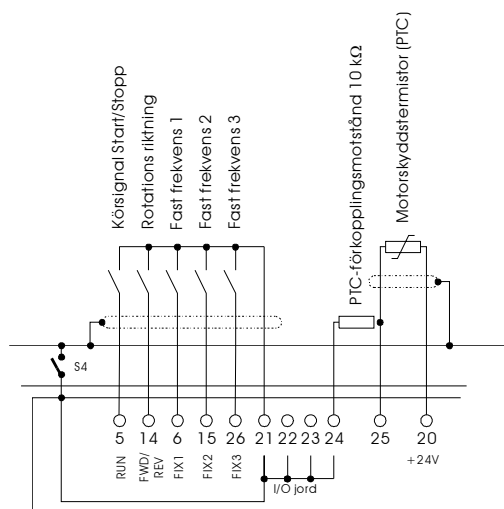 Körsignal Start/Stopp
Rotations riktning
Fast frekvens 1
Fast frekvens 2
Fast frekvens 3
PTC-förkopplingsmotstånd 10 kΩ
Motorskyddstermistor (PTC)
S4
5 14 6 15 26 21 22 23 24 25 20
RUN
FWD/
REV
FIX1
FIX2
FIX3
I/O jord
+24V